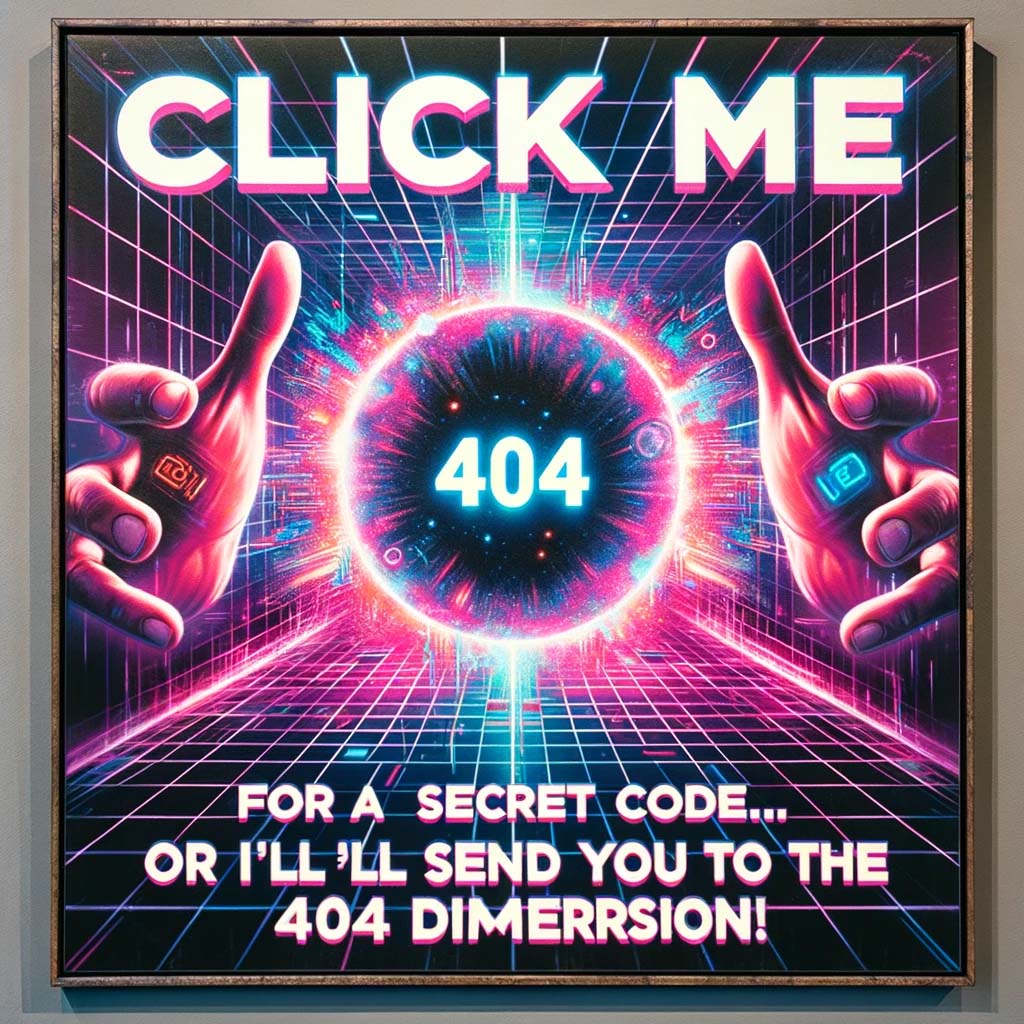 CLICK ME
404
FOR A SECRET CODE...
OR I'LL 'LL SEND YOU TO THE
404 DIMERRSION!